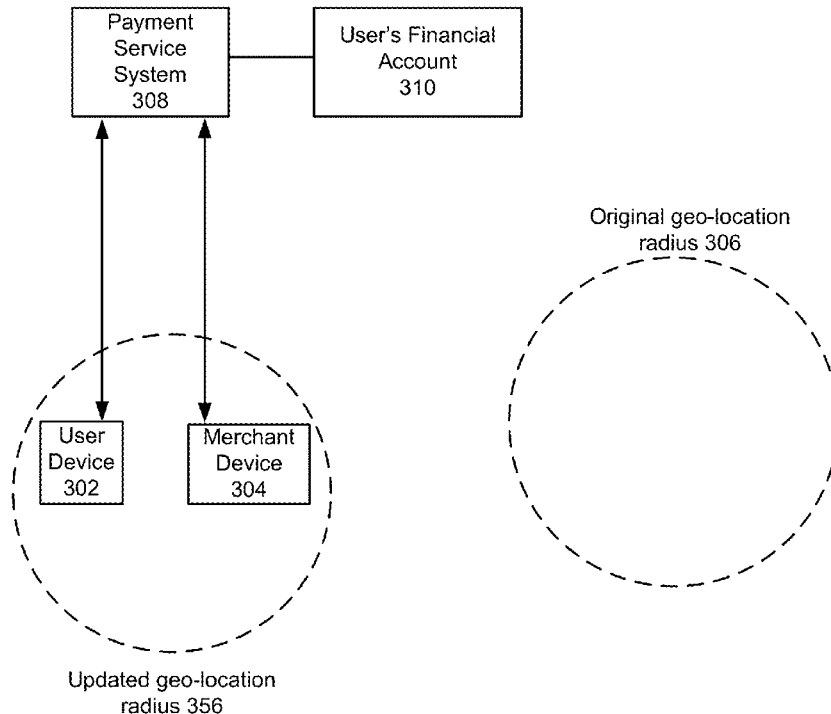 Payment
Service
System
308
User's Financial
Account
310
Original geo-location
radius 306
User
Device
302
Merchant
Device
304
Updated geo-location
radius 356